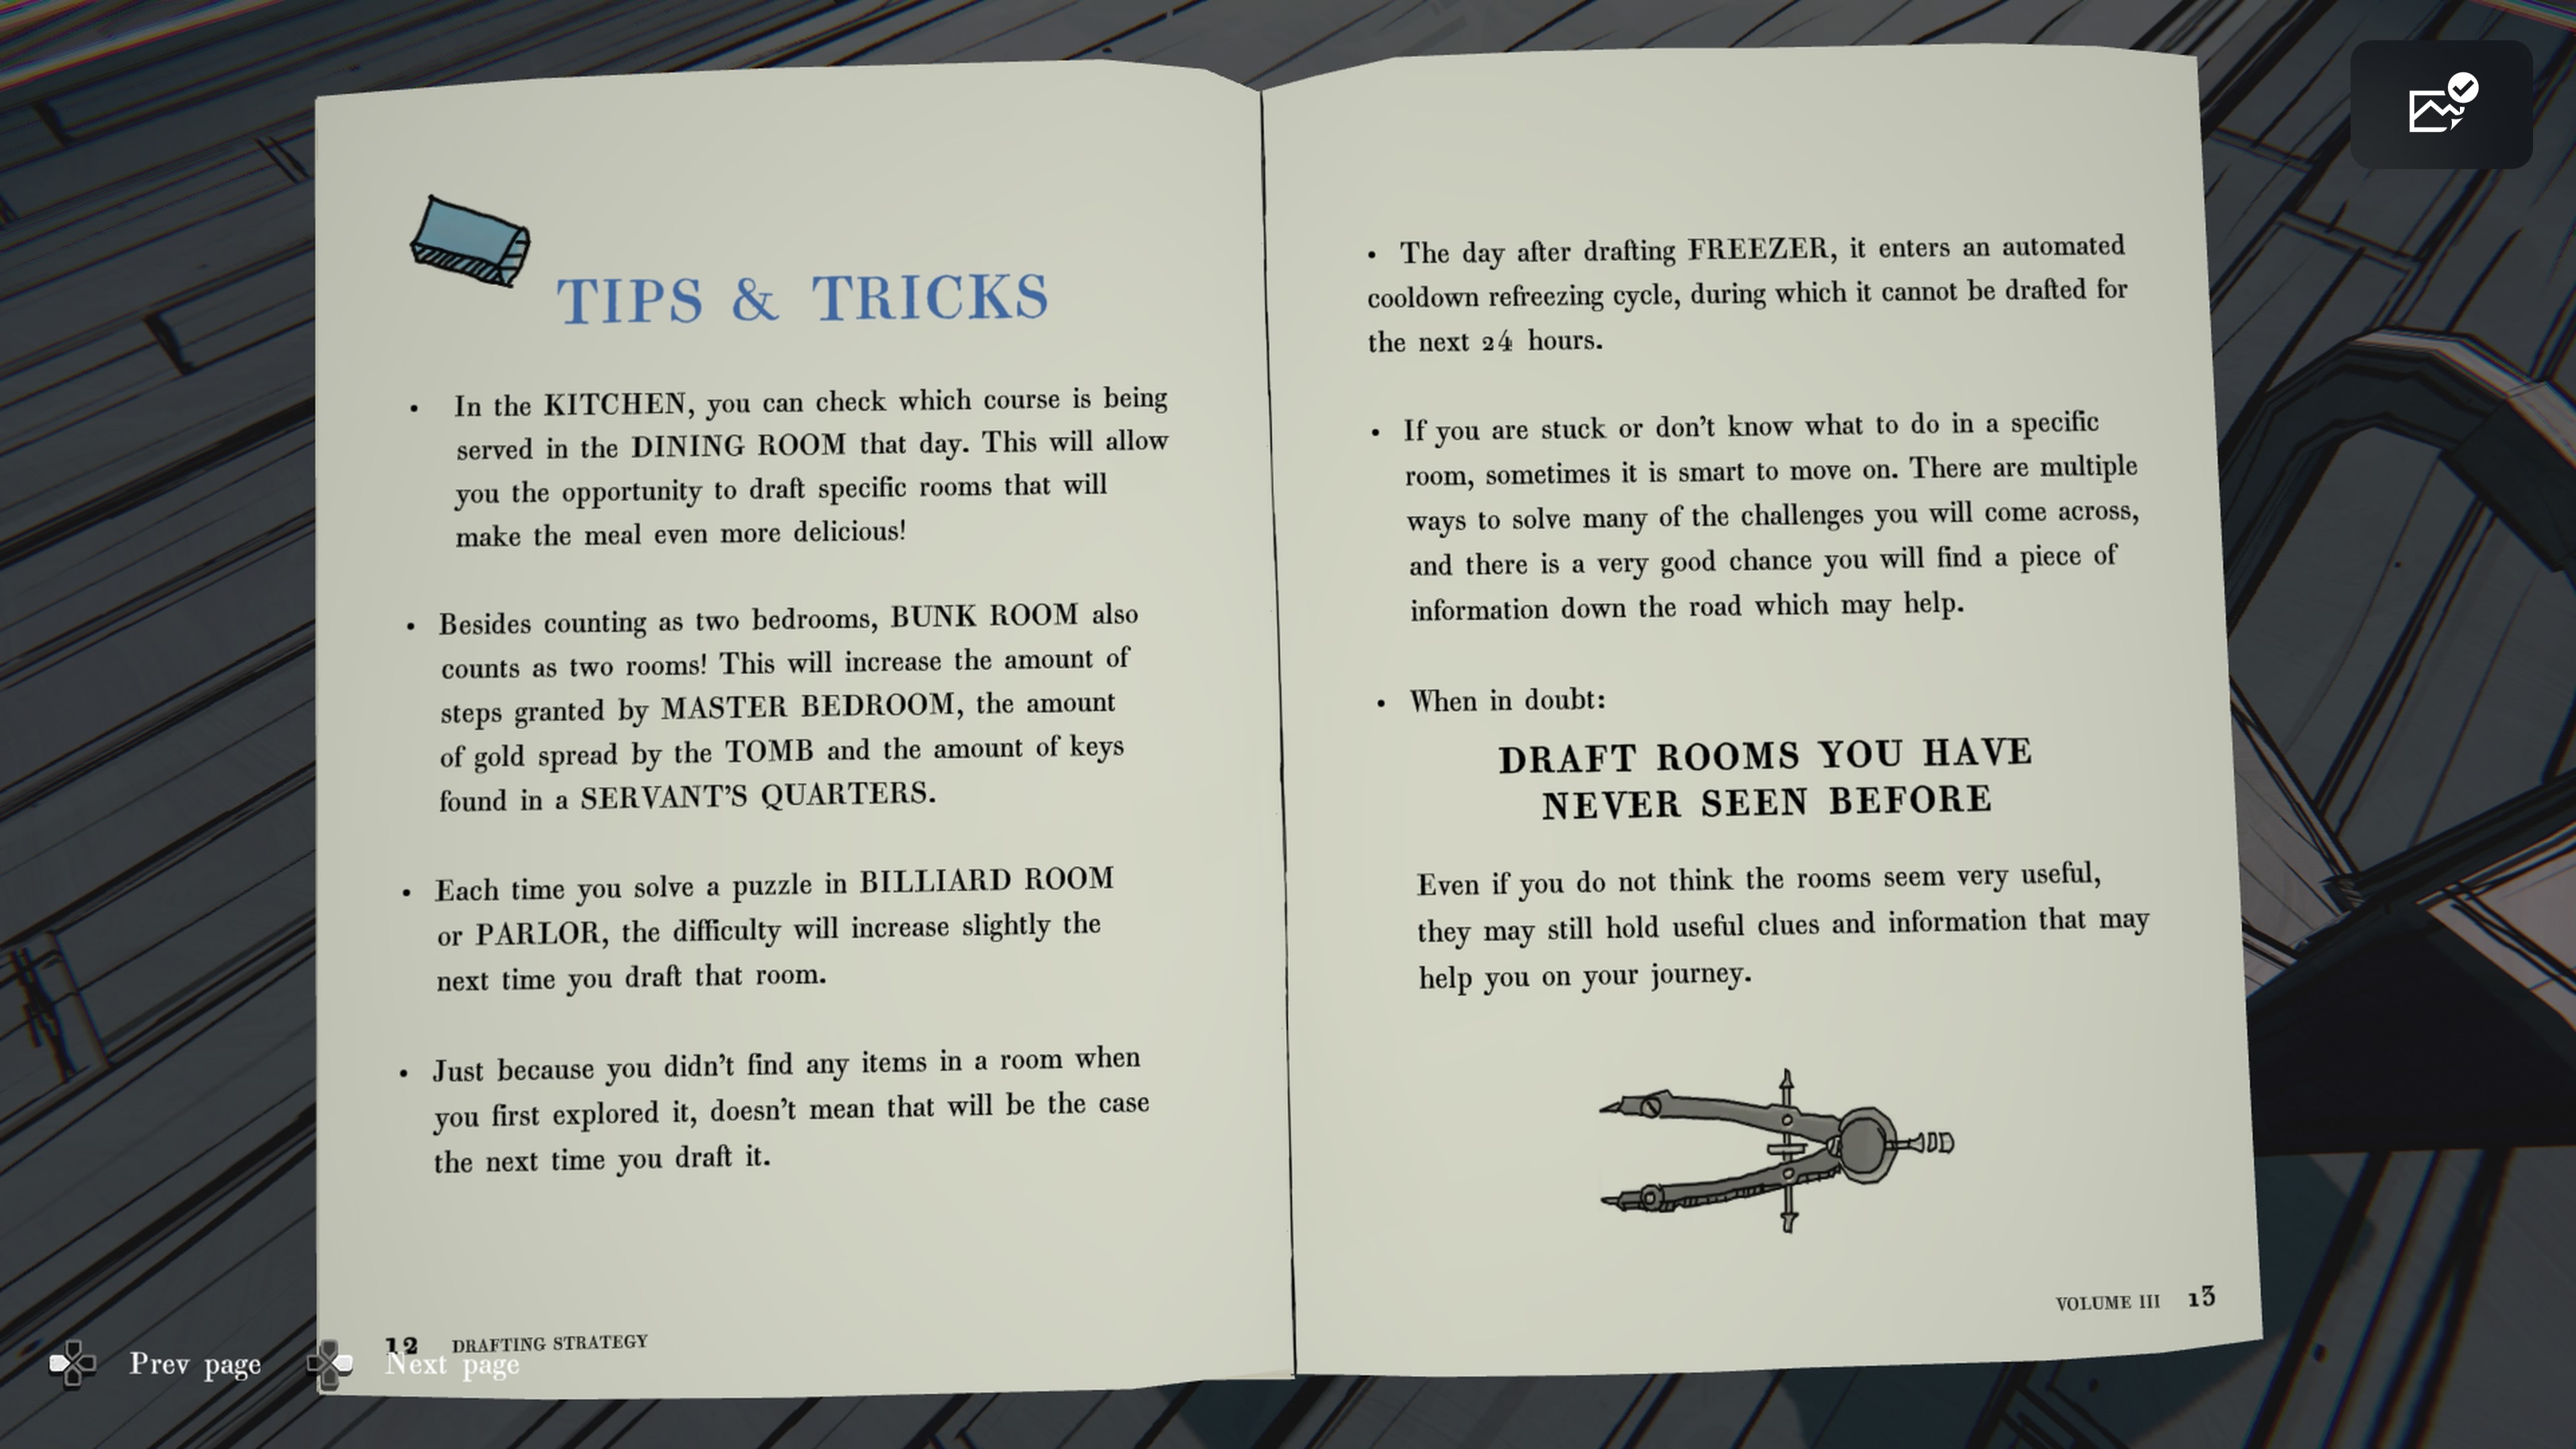 TIPS & TRICKS
• In the KITCHEN, you can check which course is being
served in the DINING ROOM that day. This will allow
you the opportunity to draft specific rooms that will
make the meal even more delicious!
• Besides counting as two bedrooms, BUNK ROOM also
counts as two rooms! This will increase the amount of
steps granted by MASTER BEDROOM, the amount
of gold spread by the TOMB and the amount of keys
found in a SERVANT'S QUARTERS.
• Each time you solve a puzzle in BILLIARD ROOM
or PARLOR, the difficulty will increase slightly the
next time you draft that room.
• Just because you didn't find any items in a room when
you first explored it, doesn't mean that will be the case
the next time you draft it.
12 DRAFTING STRATEGY
• The day after drafting FREEZER, it enters an automated
cooldown refreezing cycle, during which it cannot be drafted for
the next 24 hours.
• If you are stuck or don't know what to do in a specific
room, sometimes it is smart to move on. There are multiple
ways to solve many of the challenges you will come across,
and there is a very good chance you will find a piece of
information down the road which may help.
• When in doubt:
DRAFT ROOMS YOU HAVE
NEVER SEEN BEFORE
Even if you do not think the rooms seem very useful,
they may still hold useful clues and information that may
help you on your journey.
VOLUME III 13
Prev page Next page